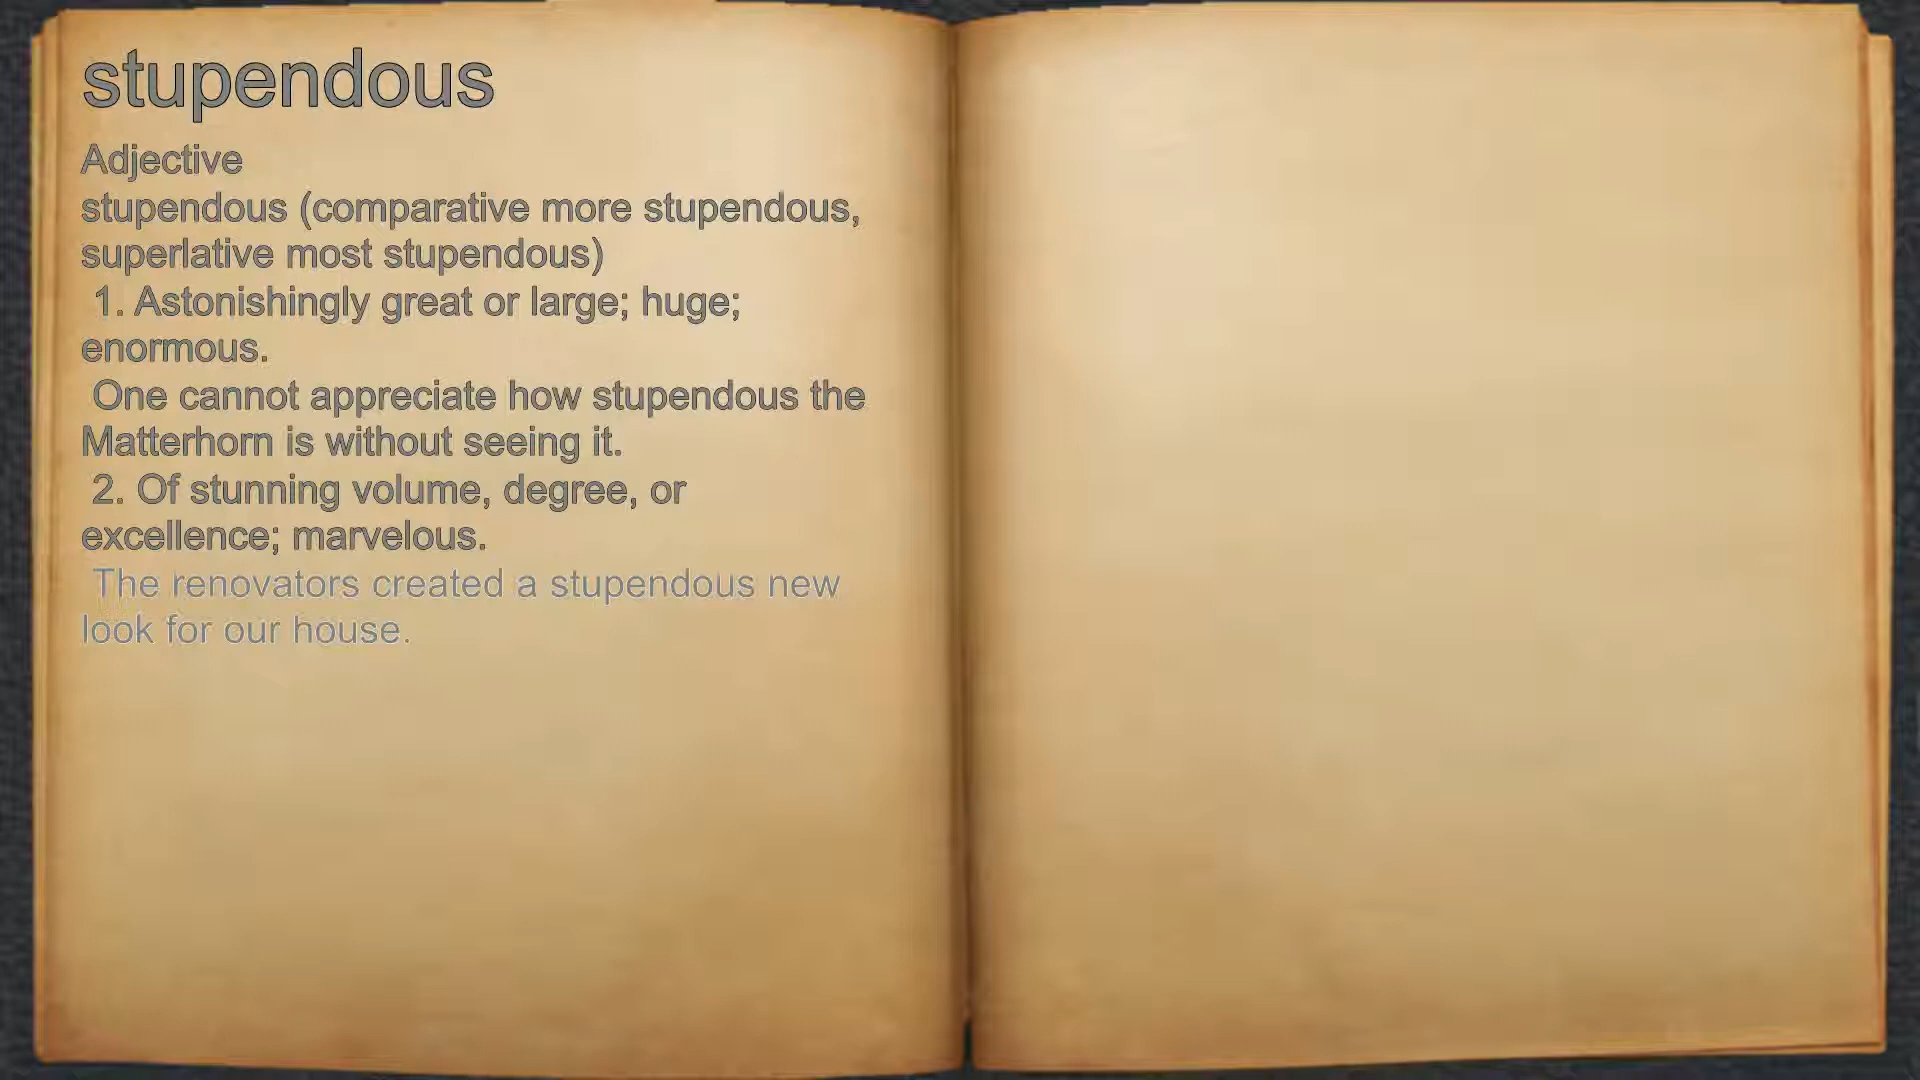 stupendous
Adjective
stupendous (comparative more stupendous,
superlative most stupendous)
1. Astonishingly great or large; huge;
enormous.
One cannot appreciate how stupendous the
Matterhorn is without seeing it.
2. Of stunning volume, degree, or
excellence; marvelous.
The renovators created a stupendous new
look for our house.